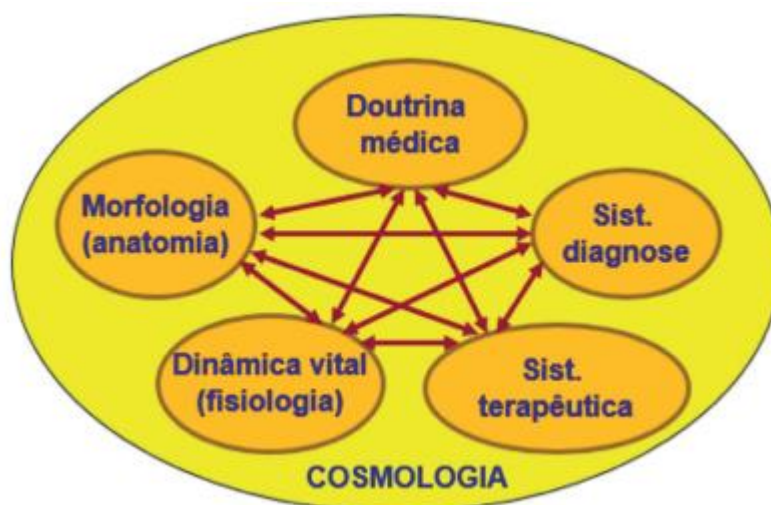 Doutrina
médica
Morfologia
(anatomia)
Sist.
diagnose
Dinâmica vital
(fisiologia)
Sist.
terapêutica
COSMOLOGIA